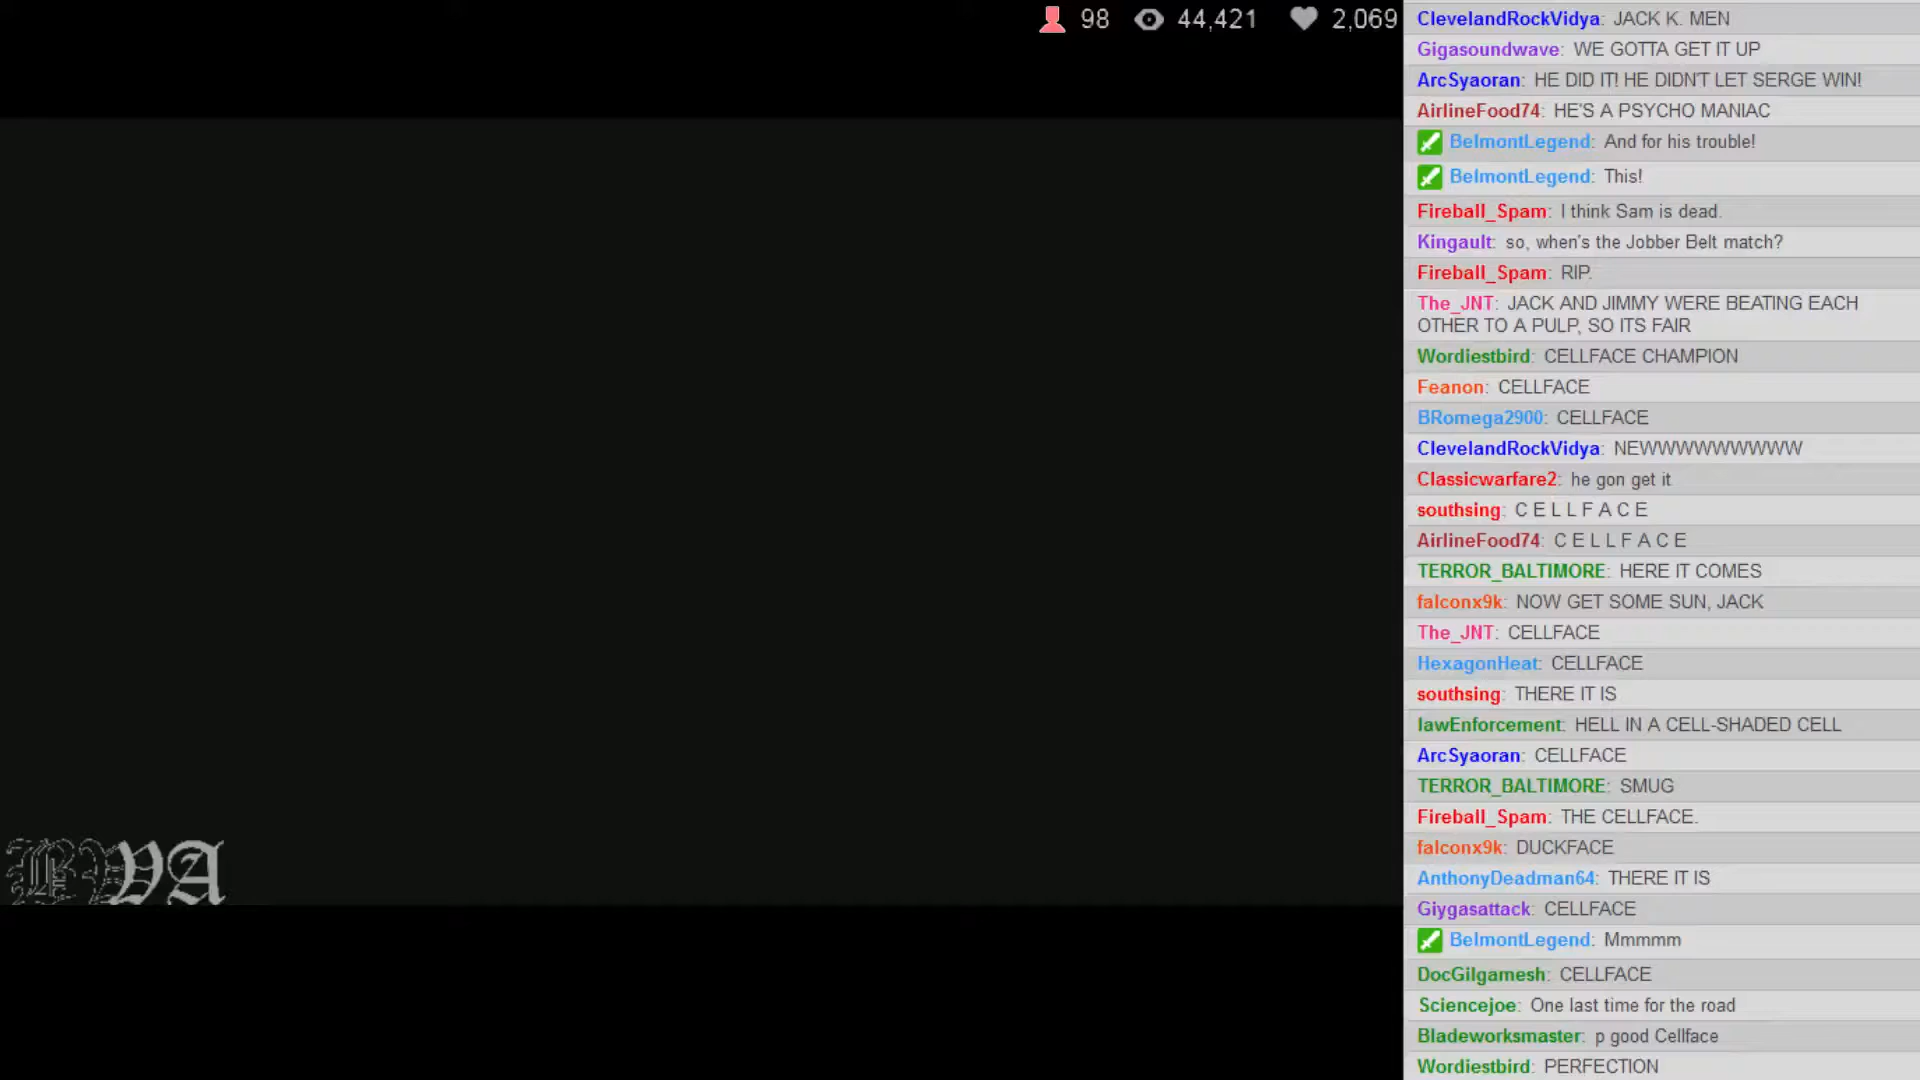 98 44,421 2,069
ClevelandRockVidya: JACK K. MEN
Gigasoundwave: WE GOTTA GET IT UP
ArcSyaoran: HE DID IT! HE DIDN'T LET SERGE WIN!
AirlineFood74: HE'S A PSYCHO MANIAC
BelmontLegend: And for his trouble!
BelmontLegend: This!
Fireball_Spam: I think Sam is dead.
Kingault: so, when's the Jobber Belt match?
Fireball_Spam: RIP.
The_JNT: JACK AND JIMMY WERE BEATING EACH
OTHER TO A PULP, SO ITS FAIR
Wordiestbird: CELLFACE CHAMPION
Feanon: CELLFACE
BRomega2900: CELLFACE
ClevelandRockVidya: NEWWWWWWWWW
Classicwarfare2: he gon get it
southsing: C E L L F A C E
AirlineFood74: C E L L F A C E
TERROR_BALTIMORE: HERE IT COMES
falconx9k: NOW GET SOME SUN, JACK
The_JNT: CELLFACE
HexagonHeat: CELLFACE
southsing: THERE IT IS
lawEnforcement: HELL IN A CELL-SHADED CELL
ArcSyaoran: CELLFACE
TERROR_BALTIMORE: SMUG
Fireball_Spam: THE CELLFACE.
falconx9k: DUCKFACE
AnthonyDeadman64: THERE IT IS
Giygasattack: CELLFACE
BelmontLegend: Mmmmm
DocGilgamesh: CELLFACE
Sciencejoe: One last time for the road
Bladeworksmaster: p good Cellface
Wordiestbird: PERFECTION